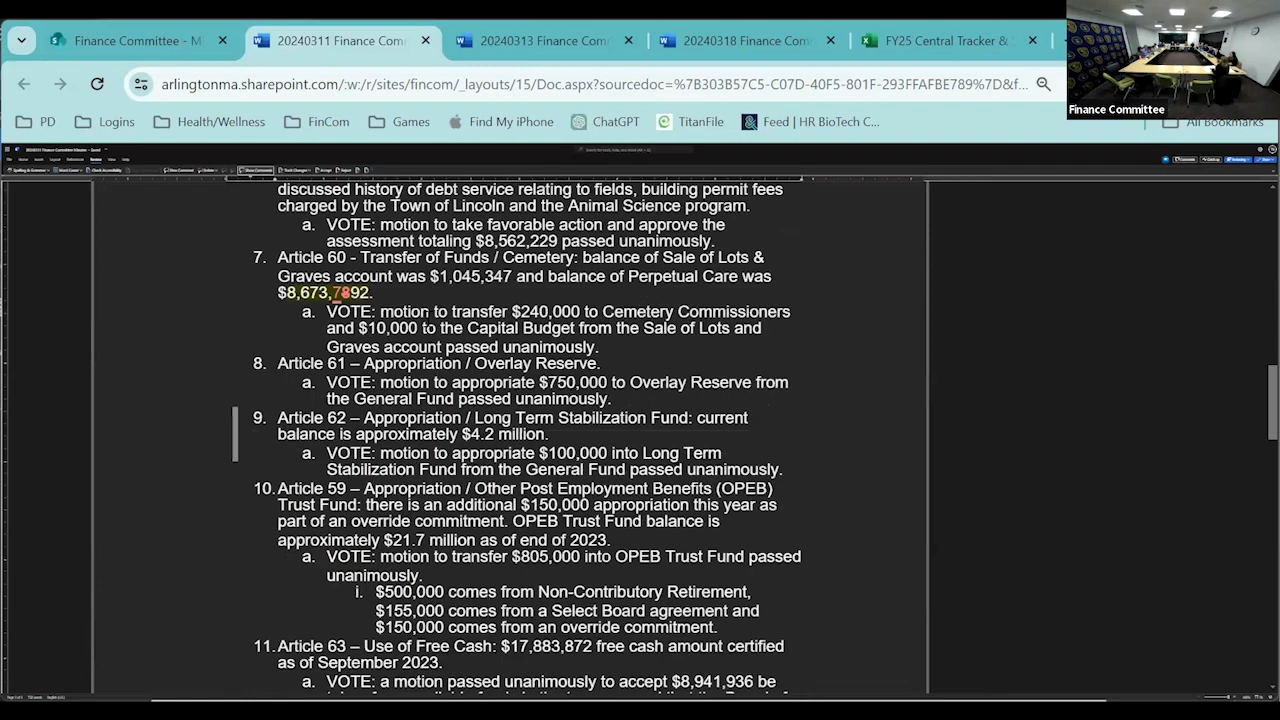 Finance Committee - M
20240311 Finance Com
20240313 Finance Com
20240318 Finance Com
FY25 Central Tracker &
arlingtonma.sharepoint.com/:w:/r/sites/fincom/_layouts/15/Doc.aspx?sourcedoc=%7B303B57C5-C07D-40F5-801F-293FFAFBE789%7D&f...
Finance Committee
PD
Logins
Health/Wellness
FinCom
Games
Find My iPhone
ChatGPT
TitanFile
Feed | HR BioTech C...
All Bookmarks
discussed history of debt service relating to fields, building permit fees
charged by the Town of Lincoln and the Animal Science program.
a. VOTE: motion to take favorable action and approve the
assessment totaling $8,562,229 passed unanimously.
7. Article 60 - Transfer of Funds / Cemetery: balance of Sale of Lots &
Graves account was $1,045,347 and balance of Perpetual Care was
$8,673,7892.
a. VOTE: motion to transfer $240,000 to Cemetery Commissioners
and $10,000 to the Capital Budget from the Sale of Lots and
Graves account passed unanimously.
8. Article 61 – Appropriation / Overlay Reserve.
a. VOTE: motion to appropriate $750,000 to Overlay Reserve from
the General Fund passed unanimously.
9. Article 62 – Appropriation / Long Term Stabilization Fund: current
balance is approximately $4.2 million.
a. VOTE: motion to appropriate $100,000 into Long Term
Stabilization Fund from the General Fund passed unanimously.
10. Article 59 – Appropriation / Other Post Employment Benefits (OPEB)
Trust Fund: there is an additional $150,000 appropriation this year as
part of an override commitment. OPEB Trust Fund balance is
approximately $21.7 million as of end of 2023.
a. VOTE: motion to transfer $805,000 into OPEB Trust Fund passed
unanimously.
i. $500,000 comes from Non-Contributory Retirement,
$155,000 comes from a Select Board agreement and
$150,000 comes from an override commitment.
11. Article 63 – Use of Free Cash: $17,883,872 free cash amount certified
as of September 2023.
a. VOTE: a motion passed unanimously to accept $8,941,936 be